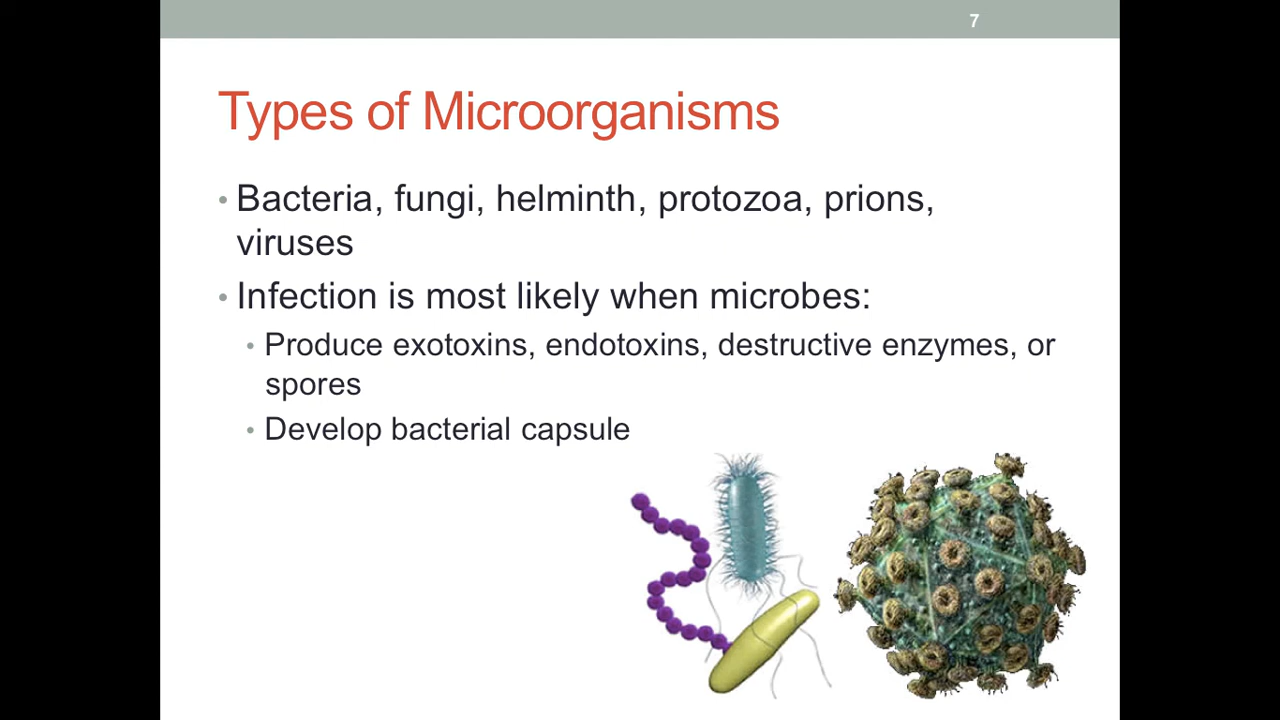 7
Types of Microorganisms
• Bacteria, fungi, helminth, protozoa, prions,
viruses
• Infection is most likely when microbes:
• Produce exotoxins, endotoxins, destructive enzymes, or
spores
• Develop bacterial capsule